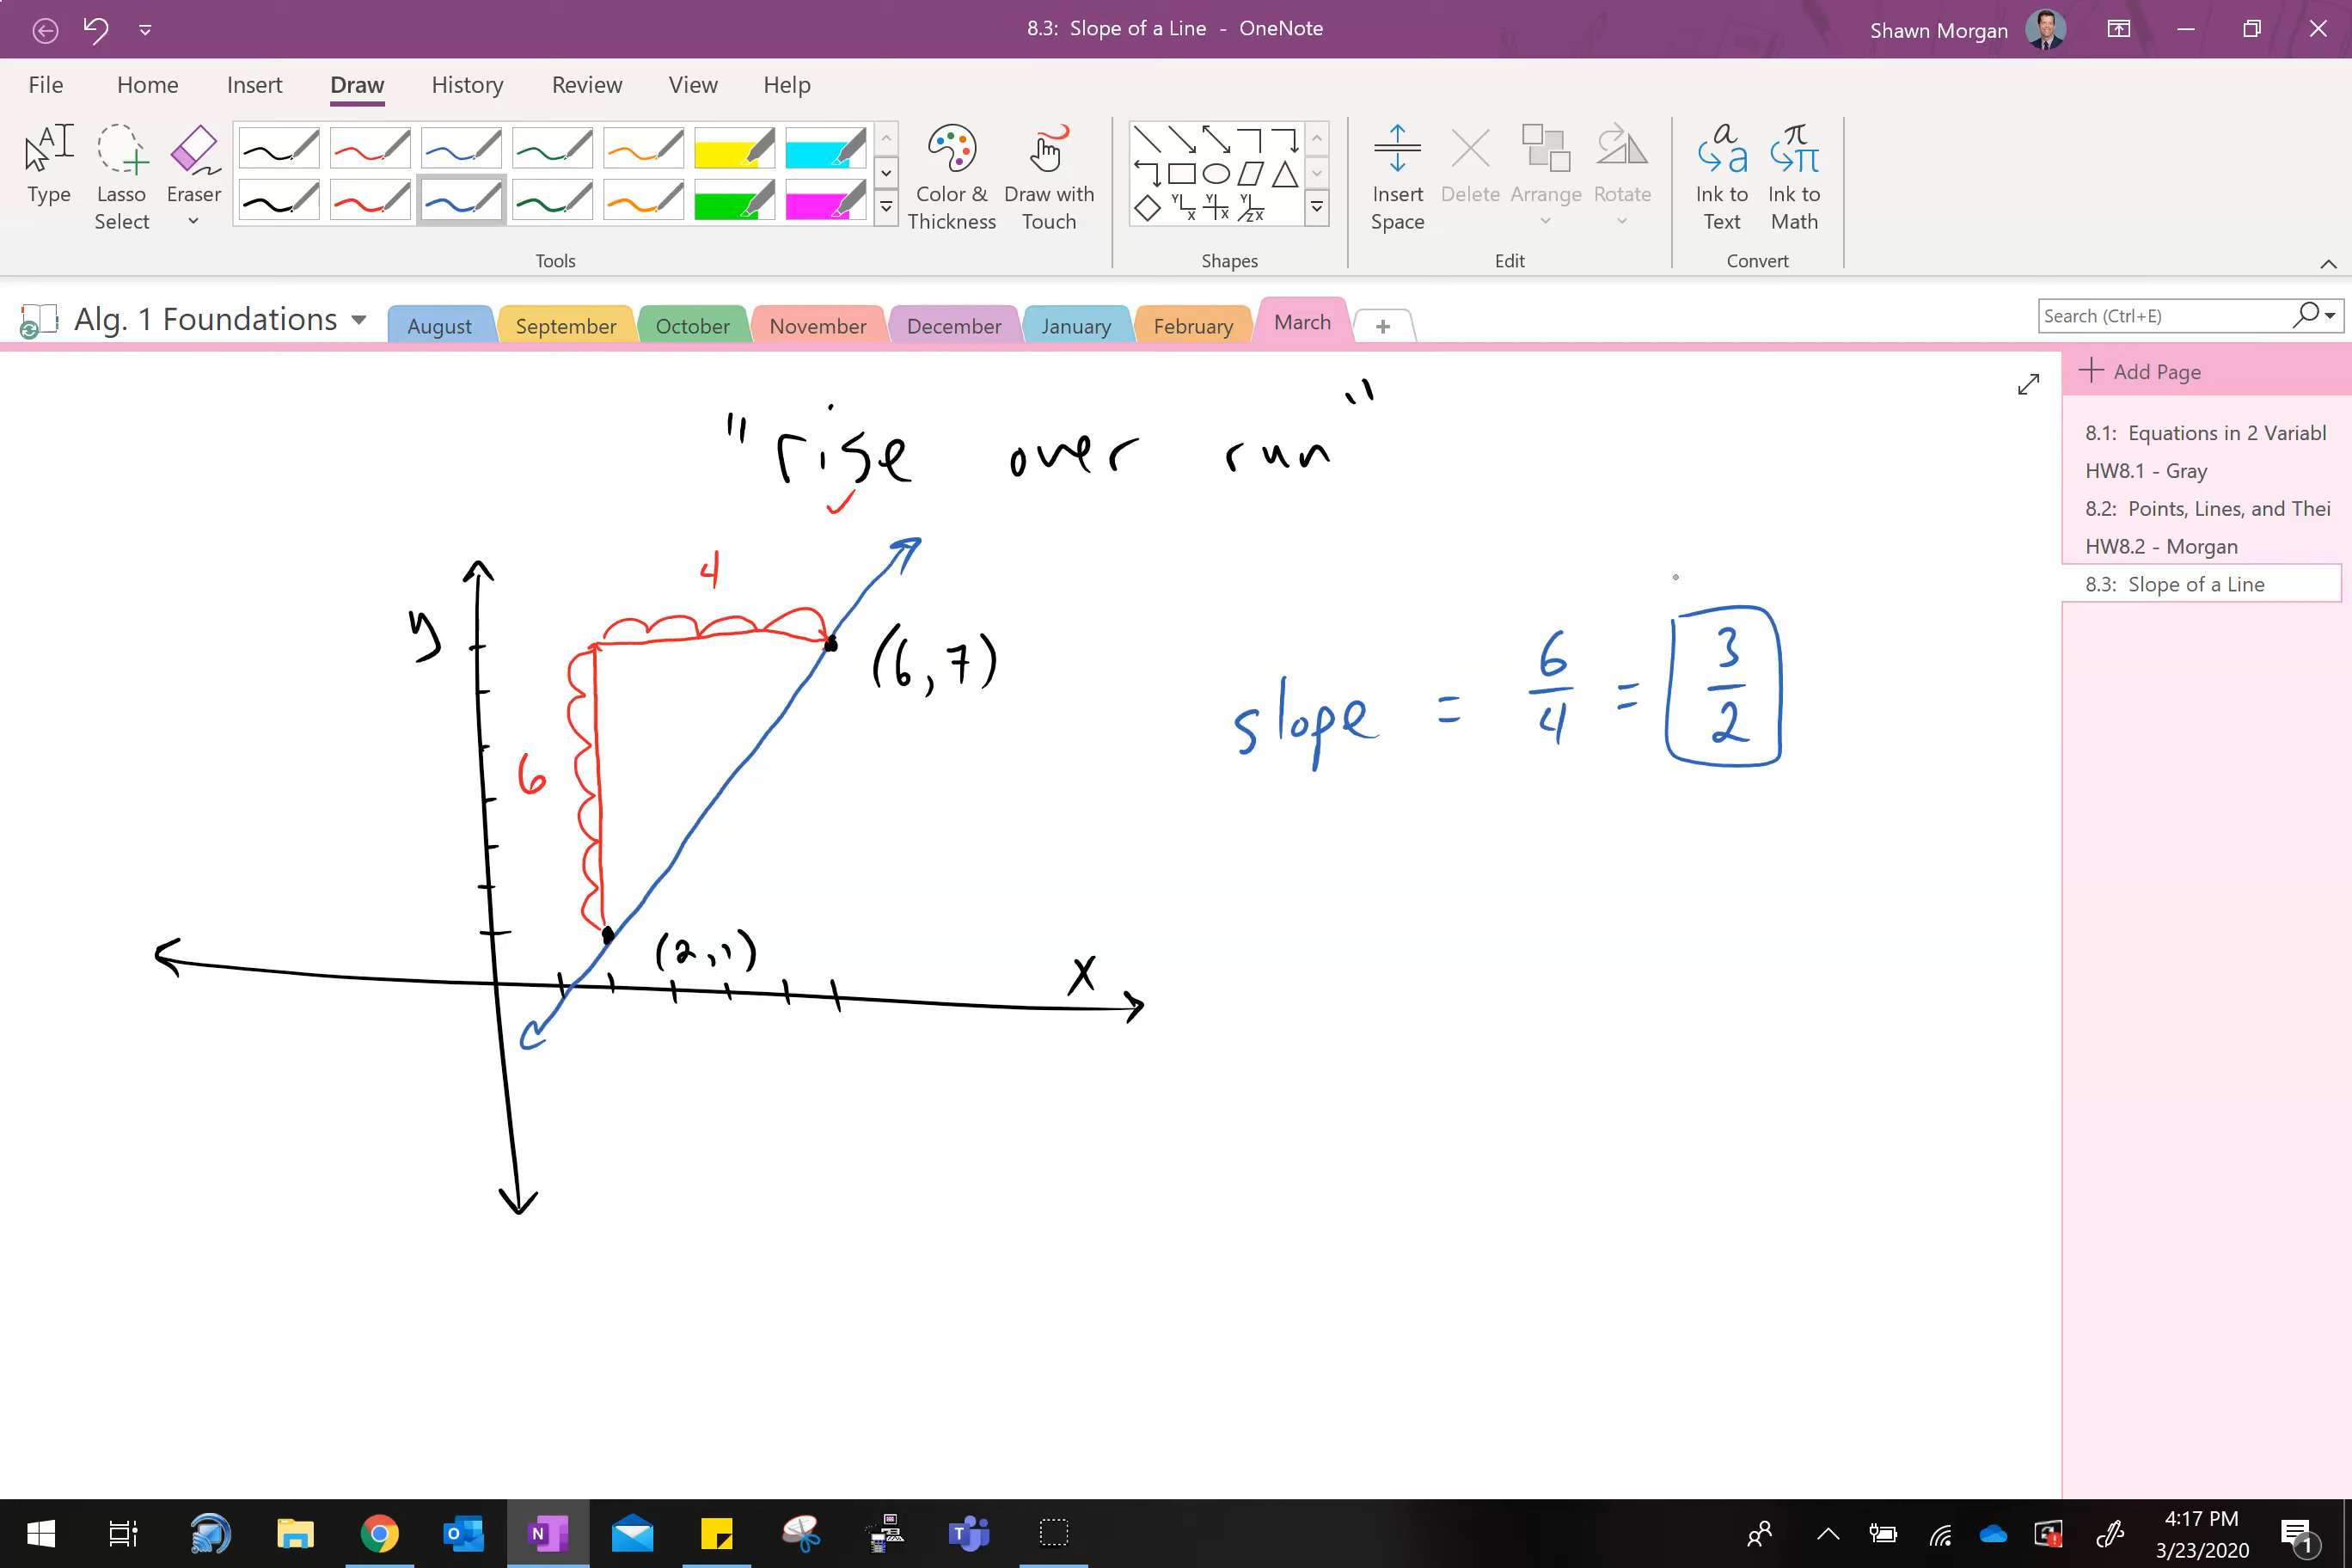 8.3: Slope of a Line - OneNote
Shawn Morgan
File Home Insert Draw History Review View Help
Type
Lasso Select
Eraser
Color & Thickness
Draw with Touch
Tools
Shapes
Insert Space
Delete
Arrange
Rotate
Edit
a a
Ink to Text
π π
Ink to Math
Convert
Alg. 1 Foundations
August September October November December January February March +
Search (Ctrl+E)
Add Page
8.1: Equations in 2 Variabl
HW8.1 - Gray
8.2: Points, Lines, and Thei
HW8.2 - Morgan
8.3: Slope of a Line
"rise over run"
4
y
(6,7)
6
(2,1)
x
slope = 6/4 = 3/2
4:17 PM
3/23/2020
1